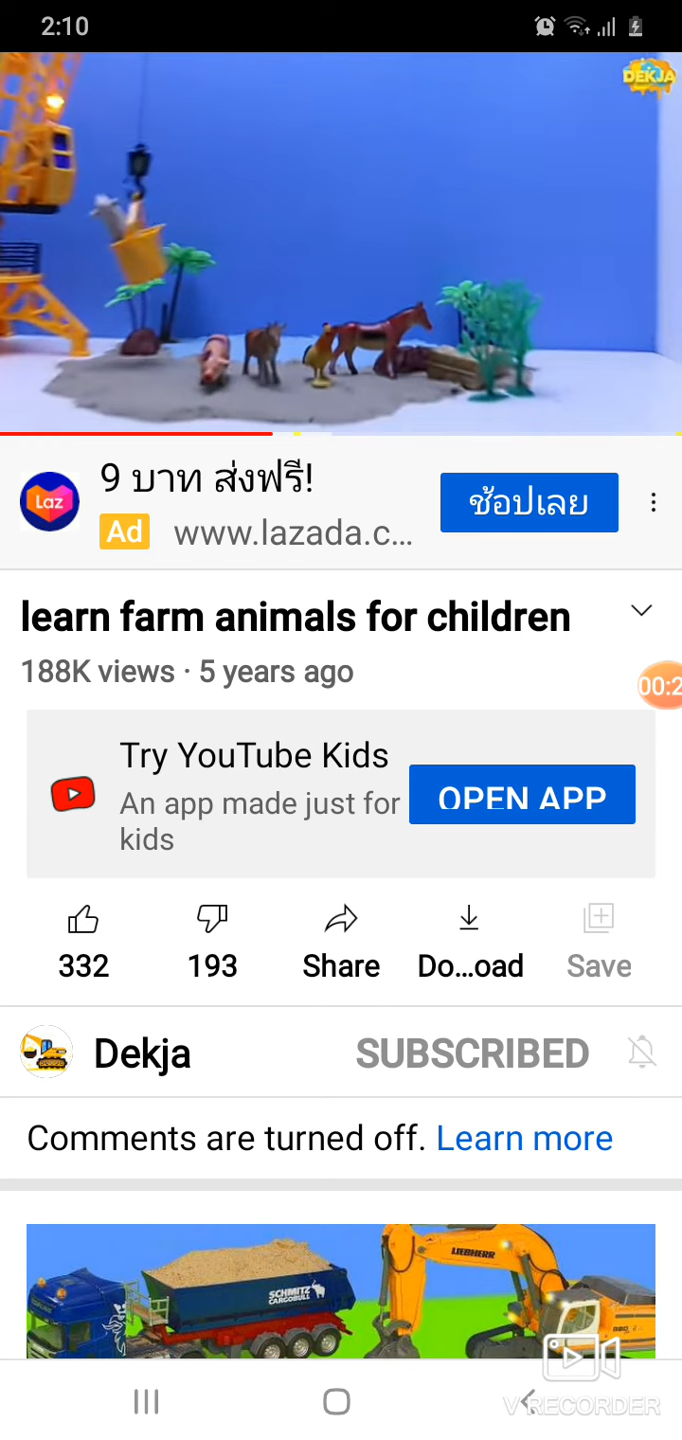 2:10
DEKJA
9 บาท ส่งฟรี!
Laz
Ad www.lazada.c...
ช้อปเลย
learn farm animals for children
188K views · 5 years ago
00:2
Try YouTube Kids
An app made just for
kids
OPEN APP
332
193
Share
Do...oad
Save
Dekja
SUBSCRIBED
Comments are turned off. Learn more
LIEBHERR
SCHMITZ
CARGOBULL
V RECORDER